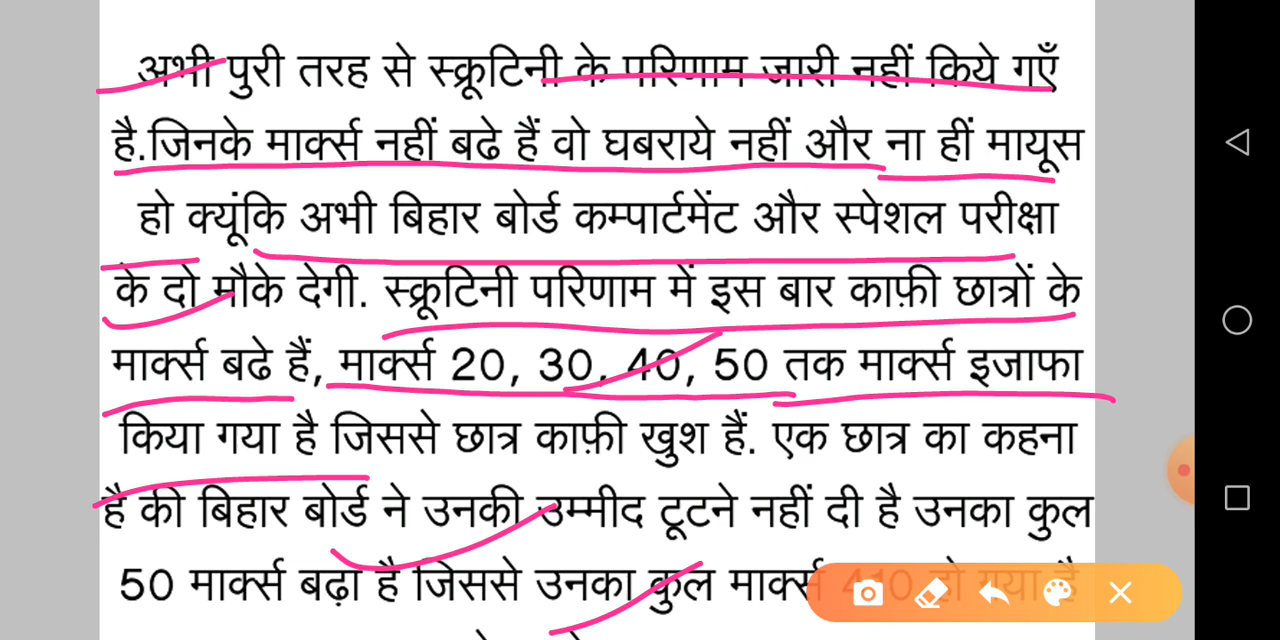 अभी पुरी तरह से स्क्रूटिनी के परिणाम जारी नहीं किये गएँ
है.जिनके मार्क्स नहीं बढे हैं वो घबराये नहीं और ना हीं मायूस
हो क्यूंकि अभी बिहार बोर्ड कम्पार्टमेंट और स्पेशल परीक्षा
के दो मौके देगी. स्क्रूटिनी परिणाम में इस बार काफ़ी छात्रों के
मार्क्स बढे हैं, मार्क्स 20, 30, 40, 50 तक मार्क्स इजाफा
किया गया है जिससे छात्र काफ़ी खुश हैं. एक छात्र का कहना
है की बिहार बोर्ड ने उनकी उम्मीद टूटने नहीं दी है उनका कुल
50 मार्क्स बढ़ा है जिससे उनका कुल मार्क्स 410 हो गया है